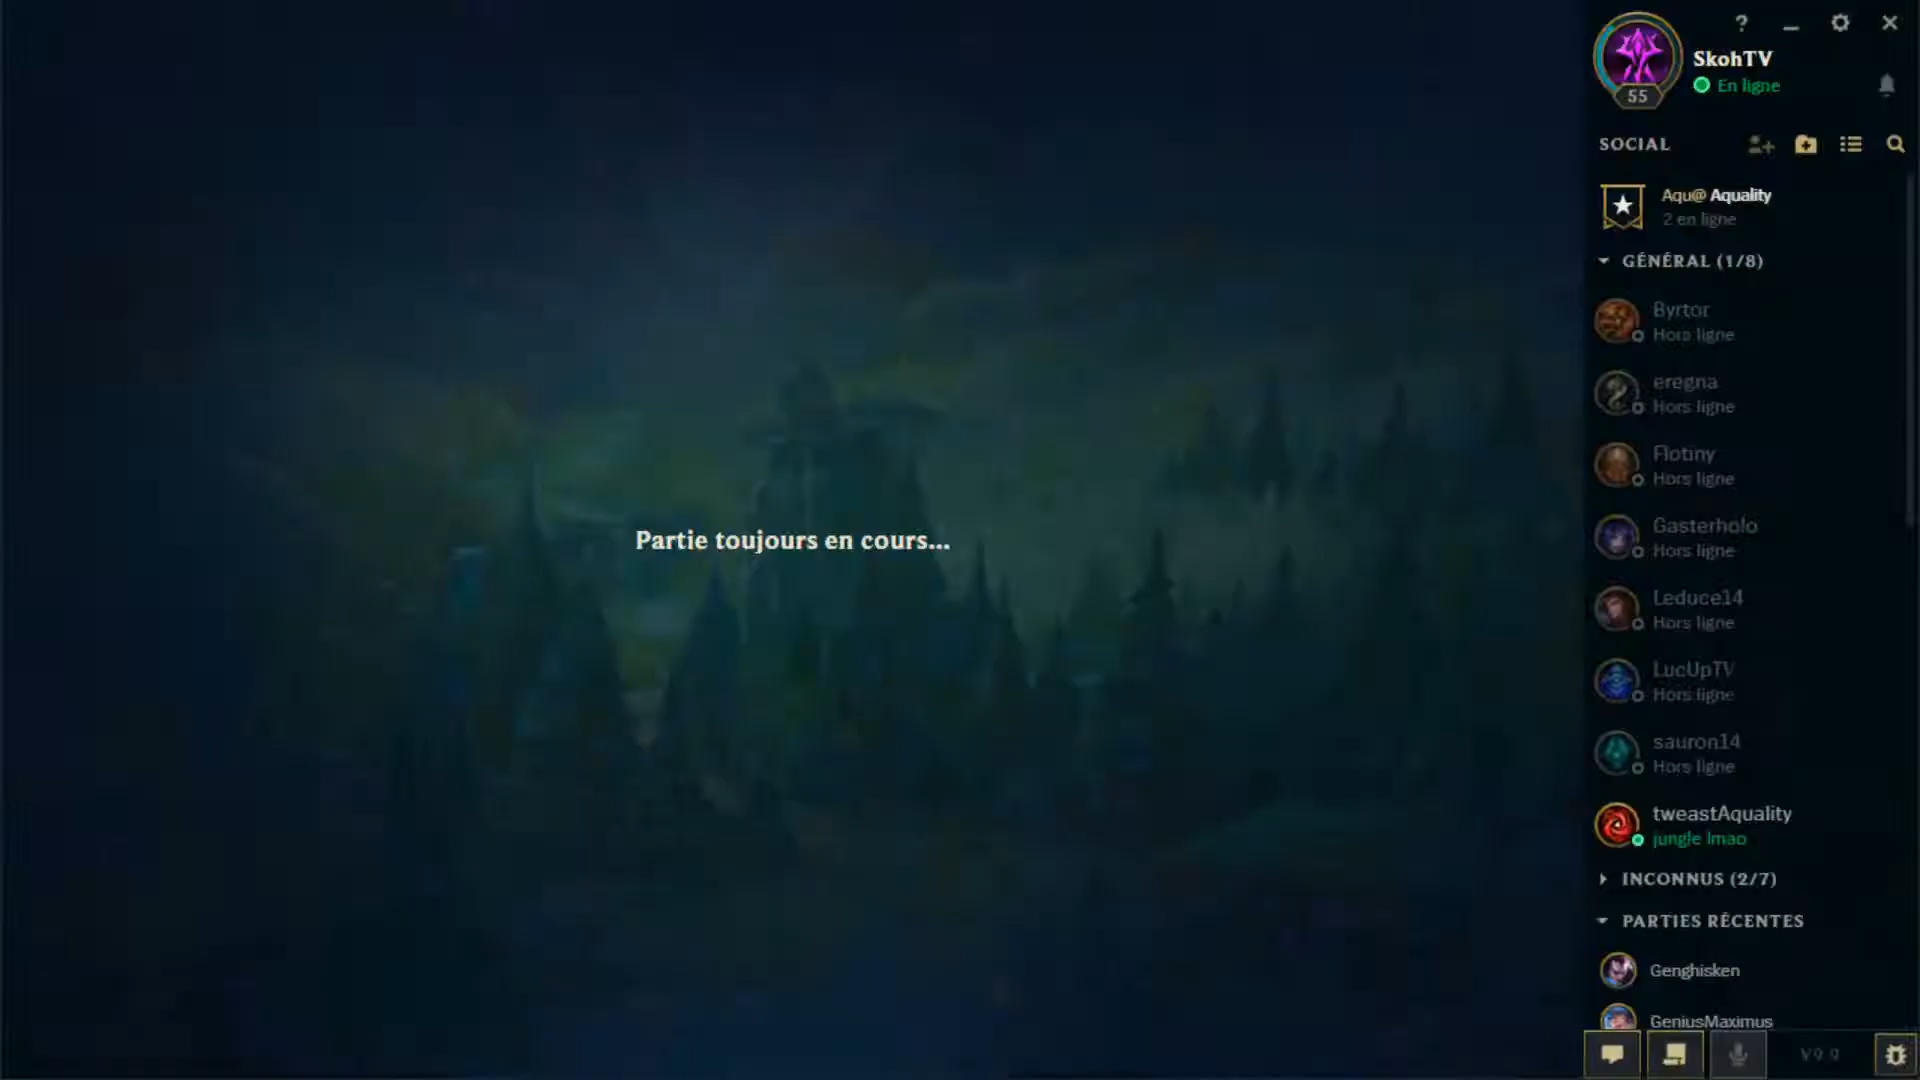 ?
SkohTV
55
En ligne
SOCIAL
Aqu@ Aquality
2 en ligne
GÉNÉRAL (1/8)
Byrtor
Hors ligne
eregna
Hors ligne
Flotiny
Hors ligne
Gasterholo
Hors ligne
Leduce14
Hors ligne
LucUpTV
Hors ligne
sauron14
Hors ligne
tweastAquality
jungle lmao
INCONNUS (2/7)
PARTIES RÉCENTES
Genghisken
GeniusMaximus
V9.9
Partie toujours en cours...